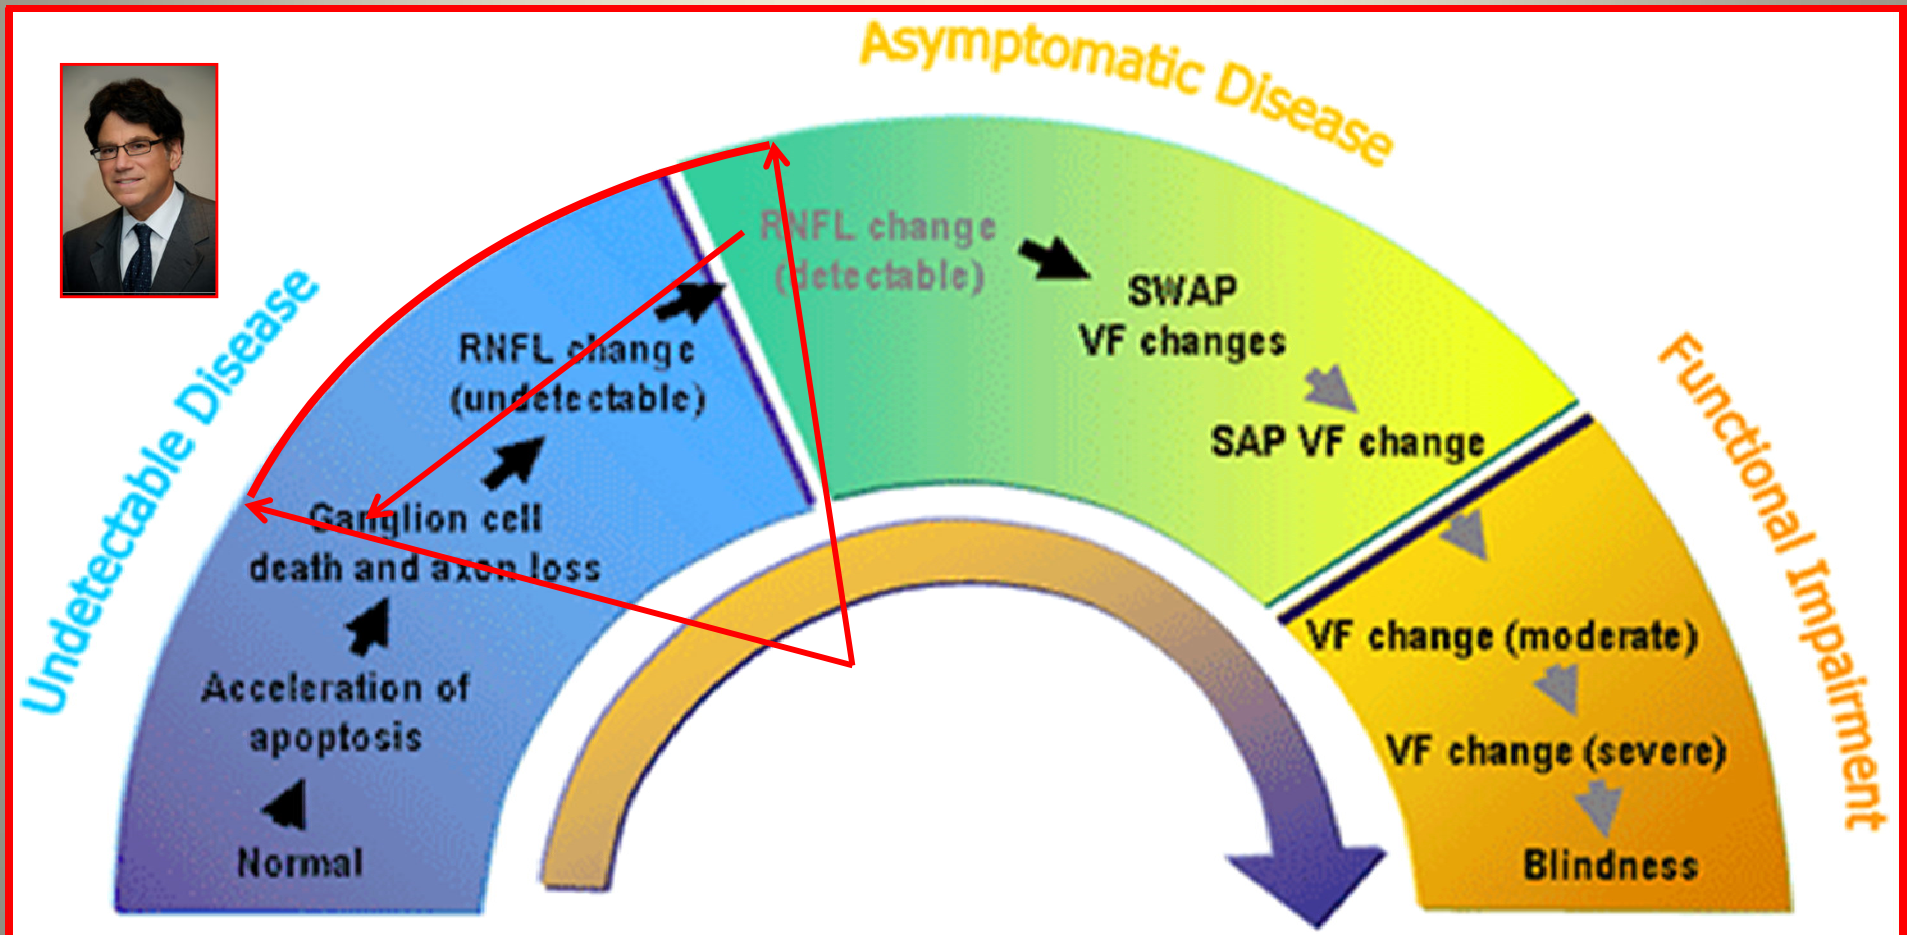 Asymptomatic Disease
Undetectable Disease
Functional Impairment
RNFL change
(detectable)
SWAP
VF changes
SAP VF change
RNFL change
(undetectable)
Ganglion cell
death and axon loss
Acceleration of
apoptosis
Normal
VF change (moderate)
VF change (severe)
Blindness